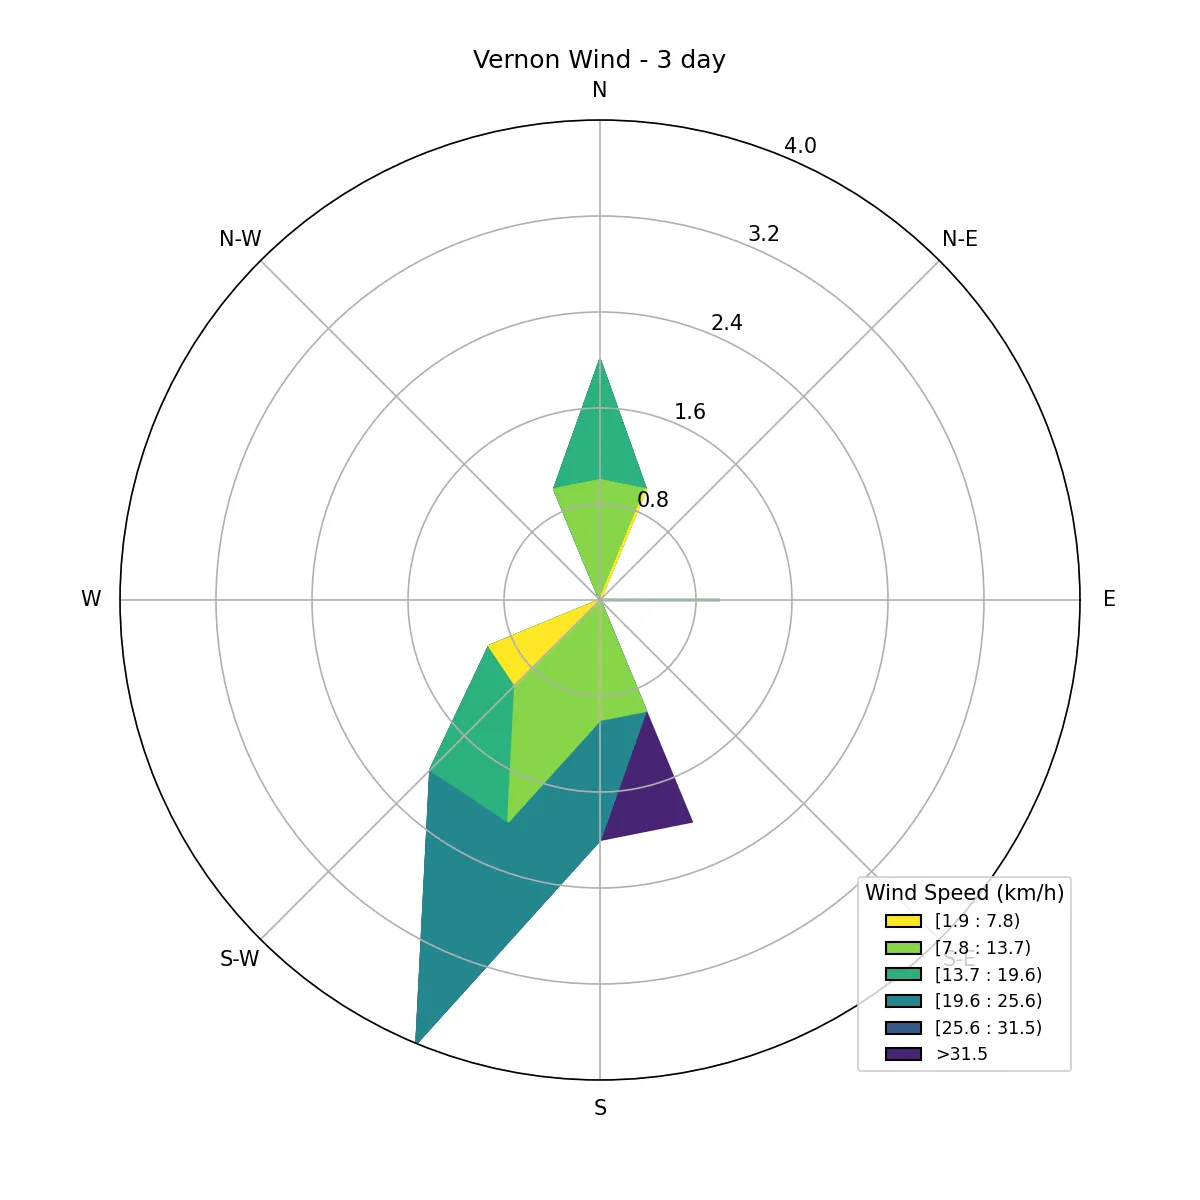 Vernon Wind - 3 day
N
4.0
N-W
3.2
N-E
2.4
1.6
0.8
W
E
Wind Speed (km/h)
[1.9 : 7.8)
[7.8 : 13.7)
S-W
S-E
[13.7 : 19.6)
[19.6 : 25.6)
[25.6 : 31.5)
>31.5
S